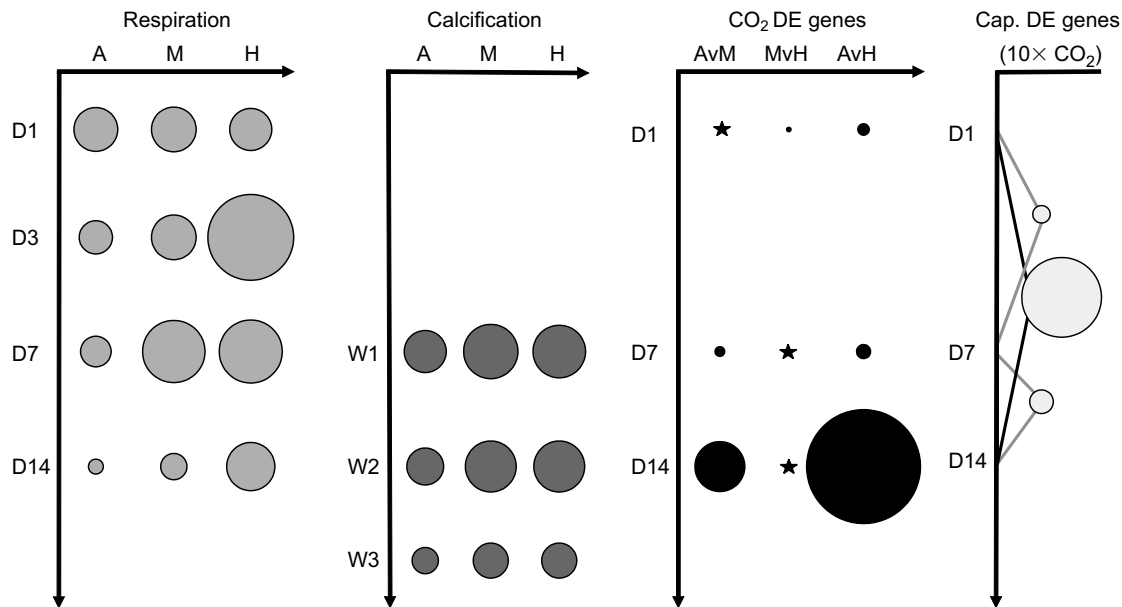 Respiration
A M H
D1
D3
D7
D14
Calcification
A M H
W1
W2
W3
CO2 DE genes
AvM MvH AvH
D1
D7
D14
Cap. DE genes
(10× CO2)
D1
D7
D14